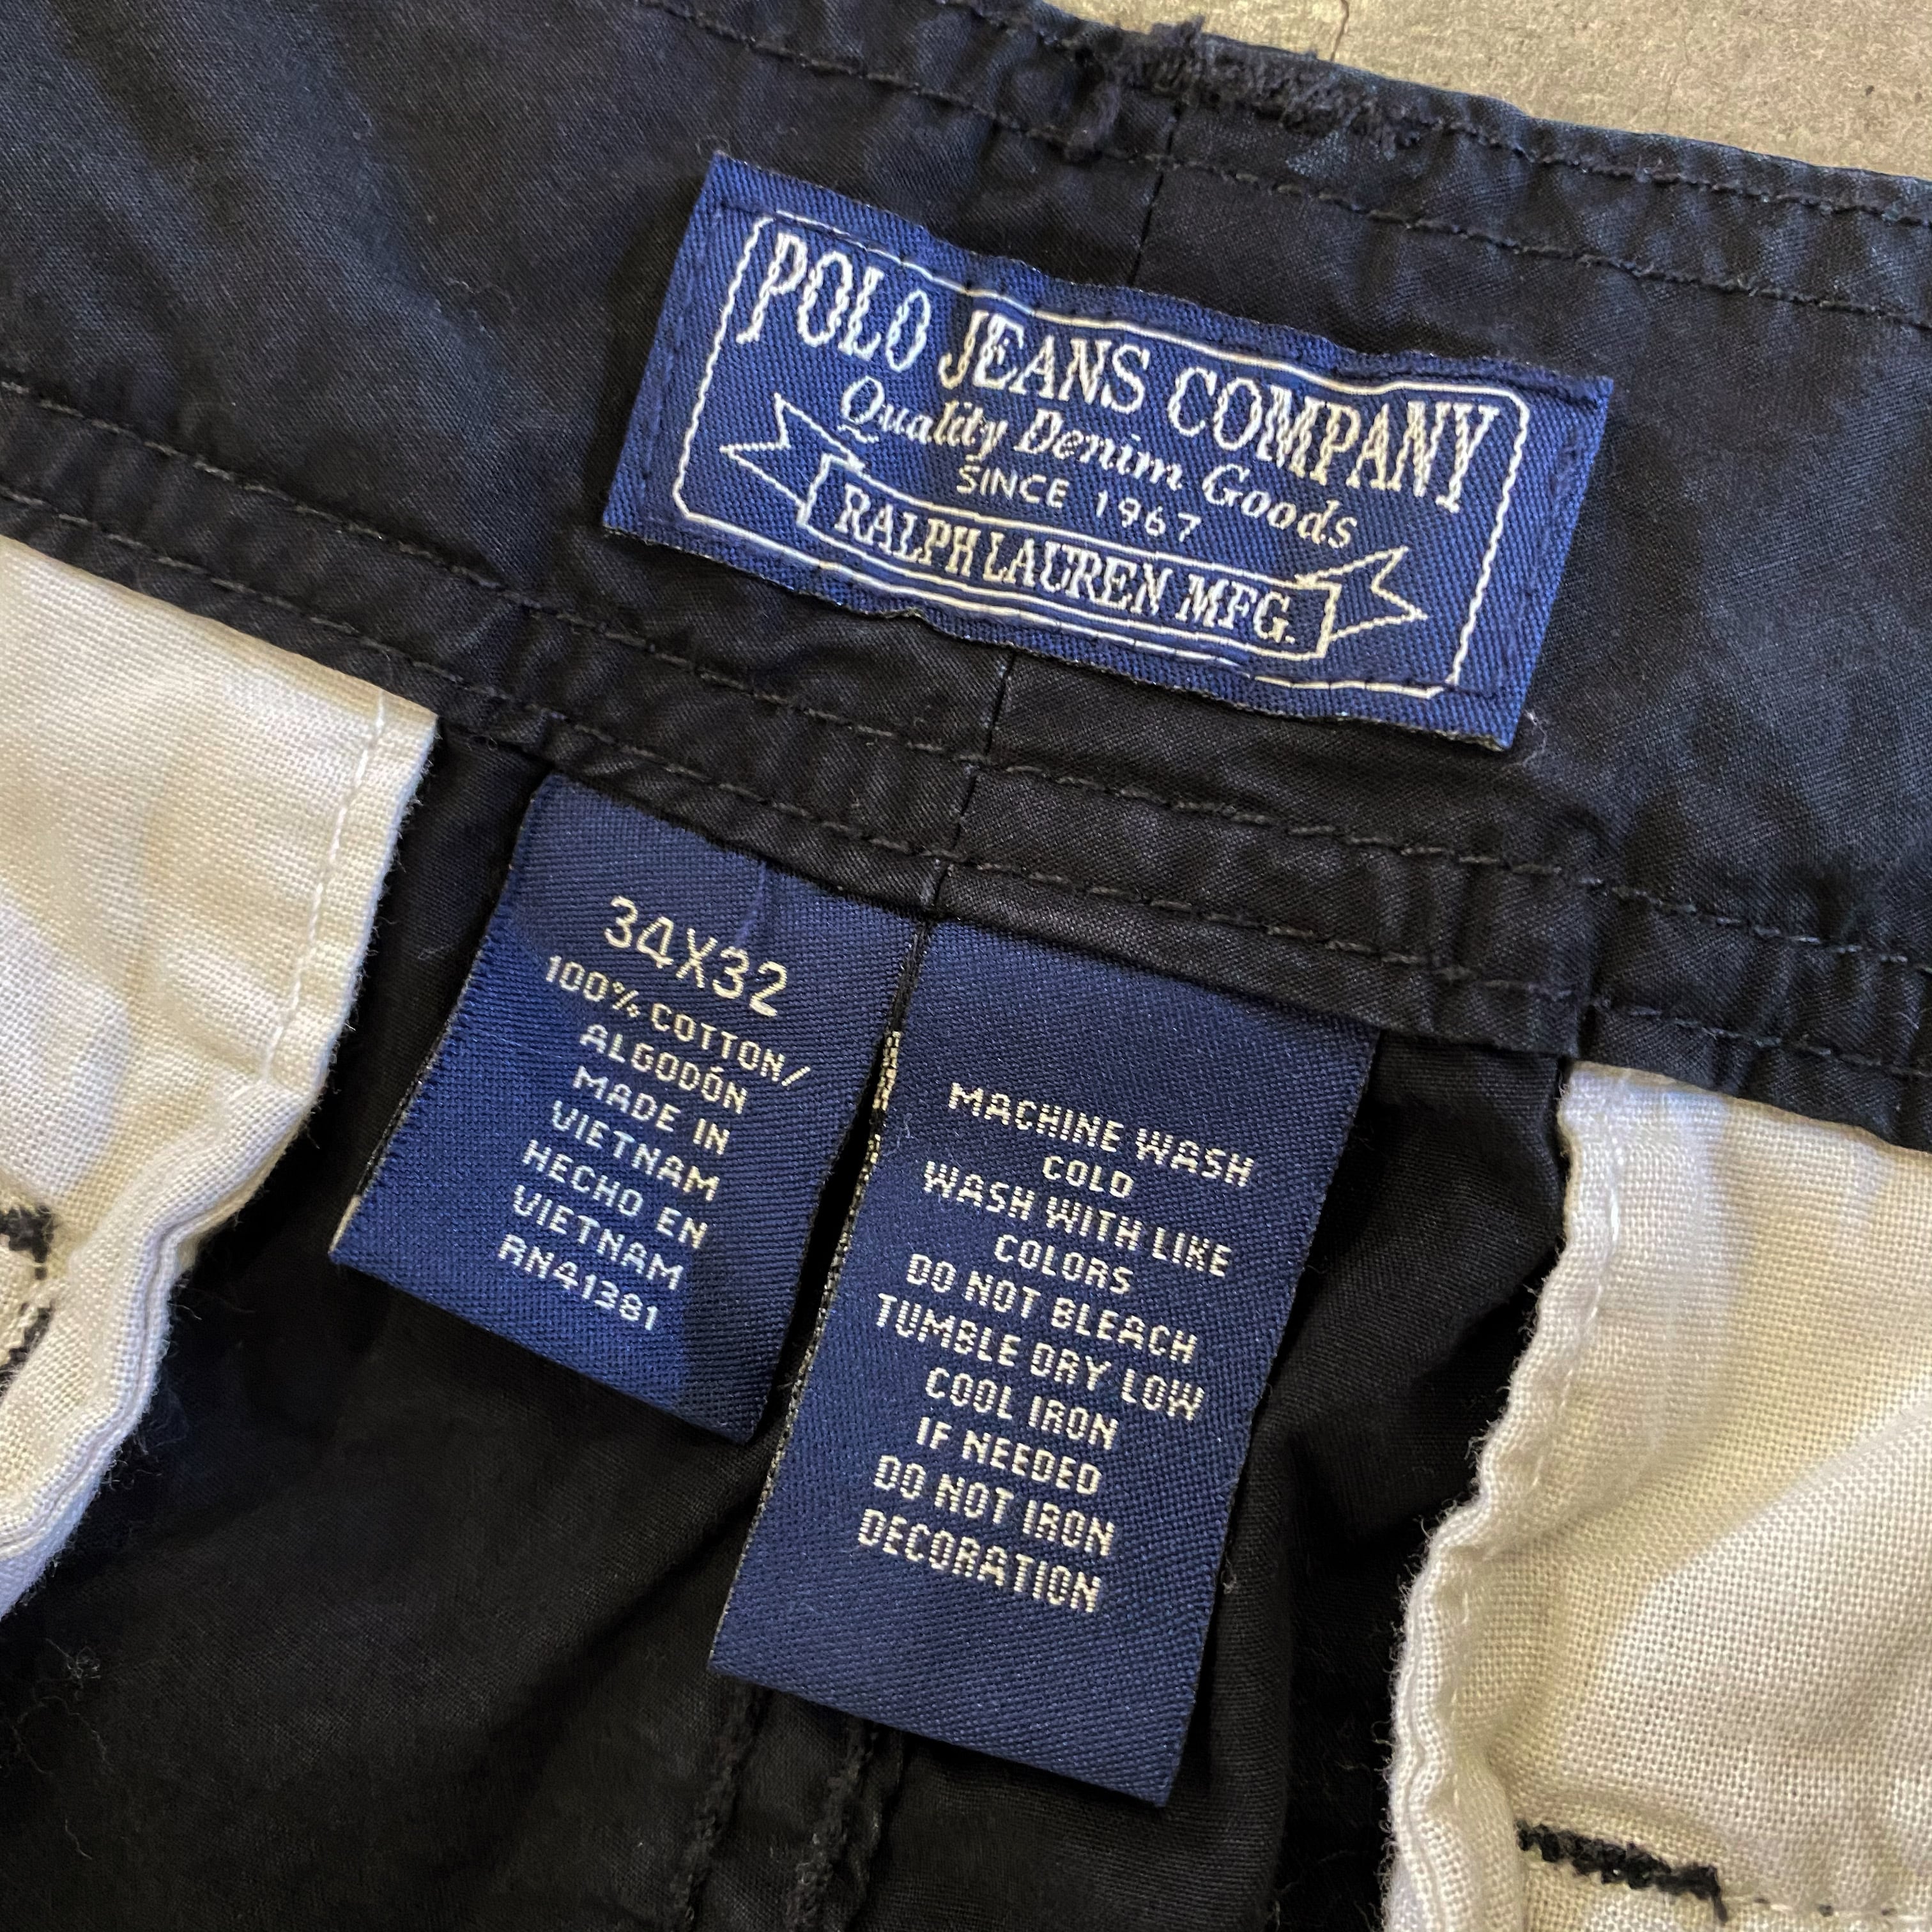 POLO JEANS COMPANY
Quality Denim Goods
SINCE 1967
RALPH LAUREN MFG.
34X32
100% COTTON/
ALGODÓN
MADE IN
VIETNAM
HECHO EN
VIETNAM
RN41381
MACHINE WASH
COLD
WASH WITH LIKE
COLORS
DO NOT BLEACH
TUMBLE DRY LOW
COOL IRON
IF NEEDED
DO NOT IRON
DECORATION